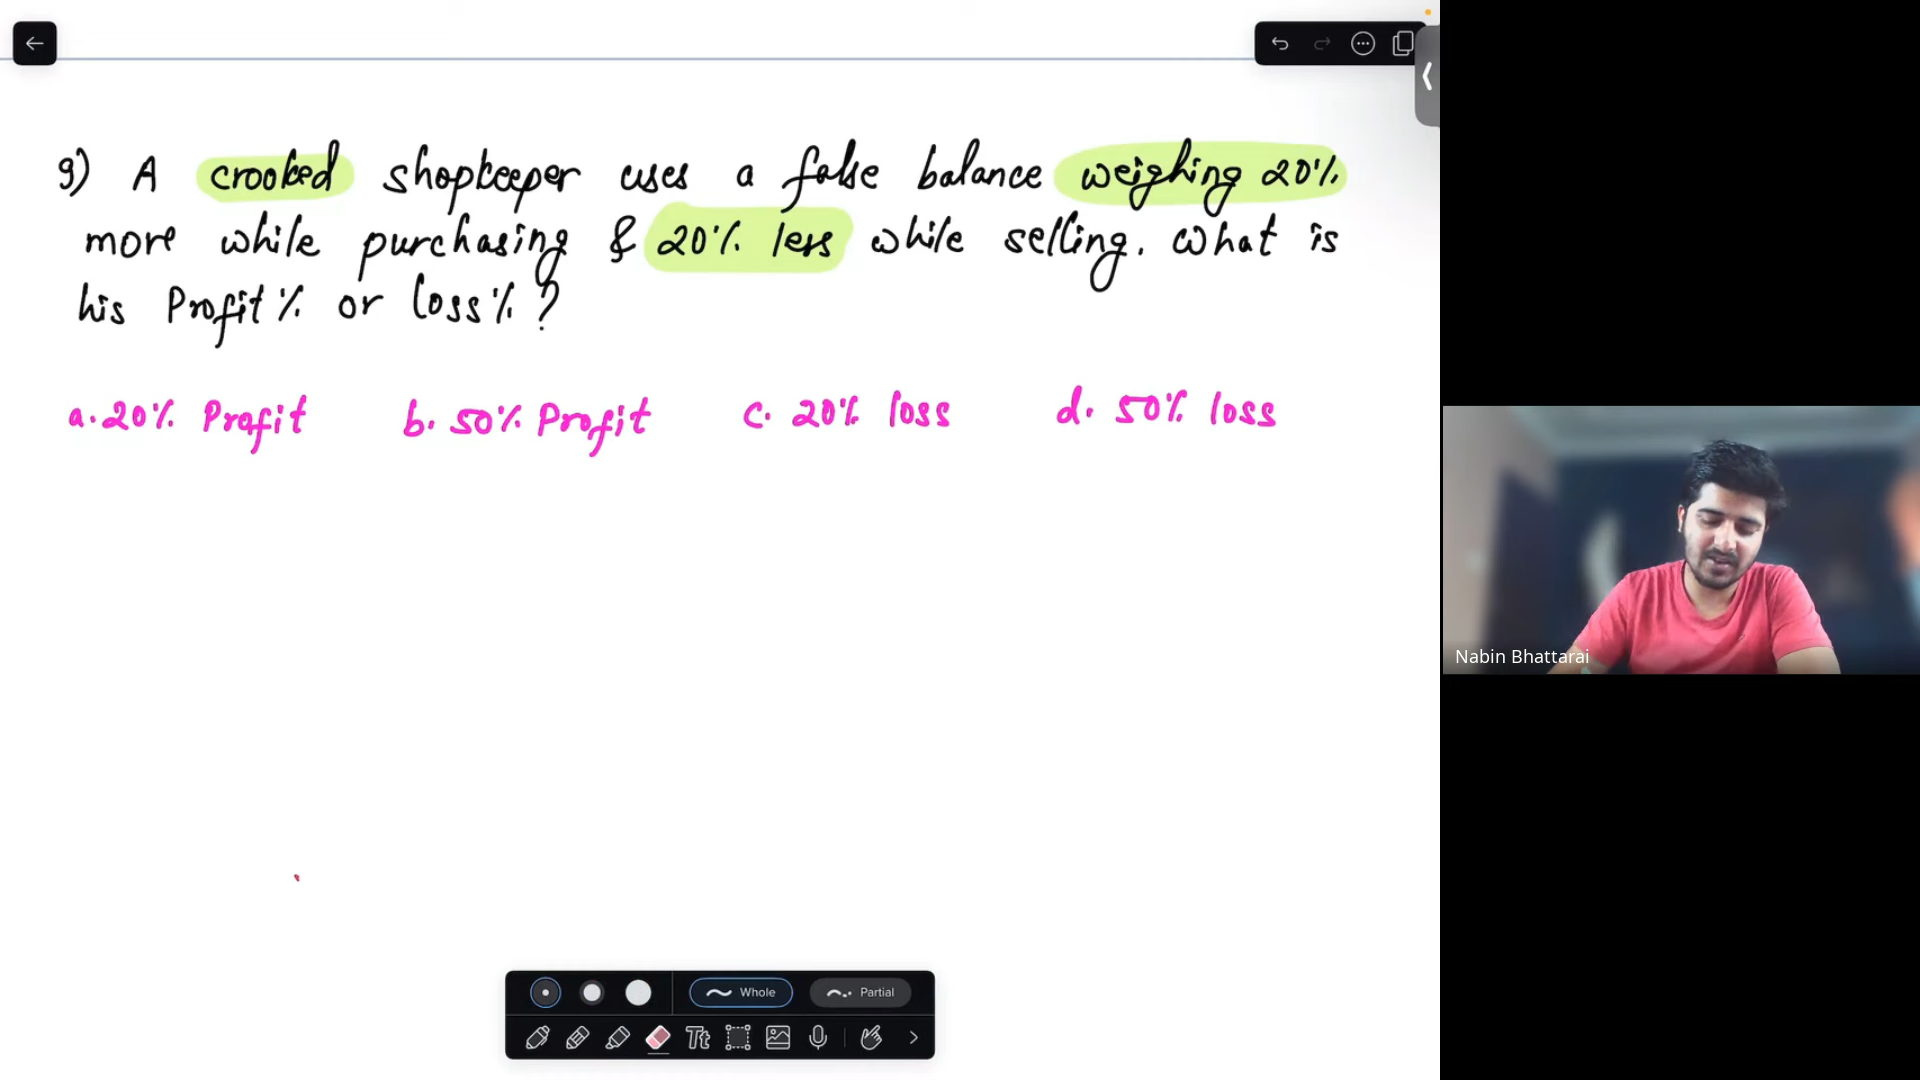 9) A crooked shopkeeper uses a false balance weighing 20%
more while purchasing & 20% less while selling. What is
his Profit% or loss%?
a. 20% Profit b. 50% Profit c. 20% loss d. 50% loss
Nabin Bhattarai
Whole Partial
Tt